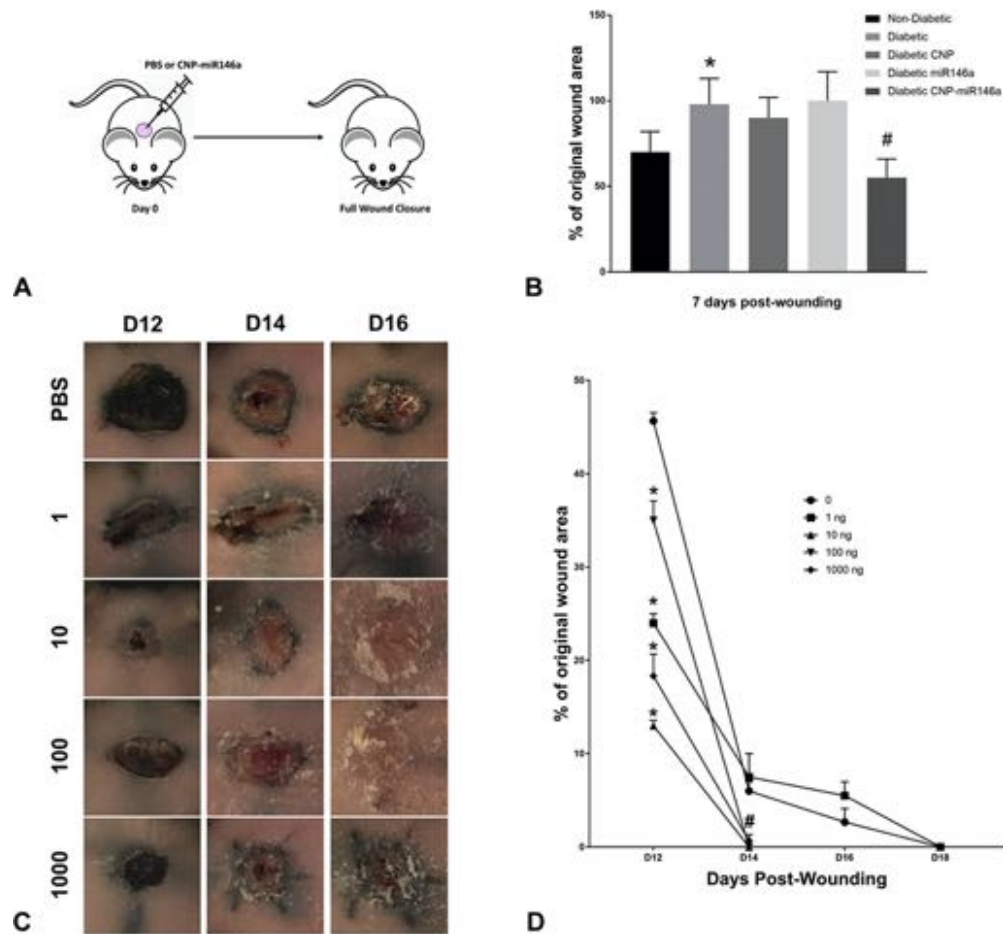 PBS or CNP-miR146a
Day 0
Full Wound Closure
A
% of original wound area
150
100
50
0
Non-Diabetic
Diabetic
Diabetic CNP
Diabetic miR146a
Diabetic CNP-miR146a
*
#
7 days post-wounding
B
D12
D14
D16
PBS
1
10
100
1000
C
% of original wound area
50
40
30
20
10
0
0
1 ng
10 ng
100 ng
1000 ng
*
*
*
*
#
D12
D14
D16
D18
Days Post-Wounding
D